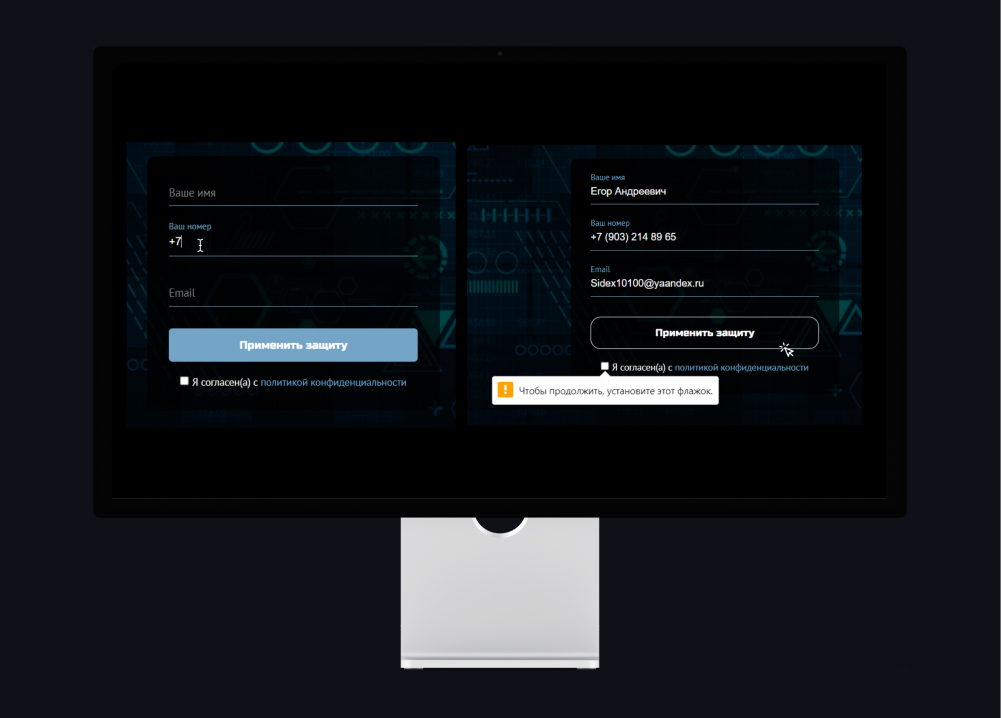 Ваше имя
Ваш номер
+7
Email
Применить защиту
Я согласен(а) с политикой конфиденциальности
Ваше имя
Егор Андреевич
Ваш номер
+7 (903) 214 89 65
Email
Sidex10100@yaandex.ru
Применить защиту
Я согласен(а) с политикой конфиденциальности
! Чтобы продолжить, установите этот флажок.